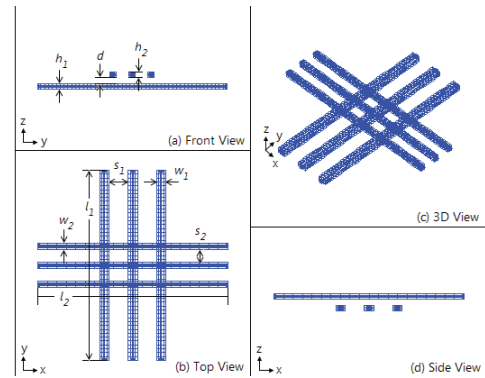 h1
d
h2
z
y
(a) Front View
z
y
x
(c) 3D View
s1
w1
l1
w2
s2
l2
y
x
(b) Top View
z
x
(d) Side View